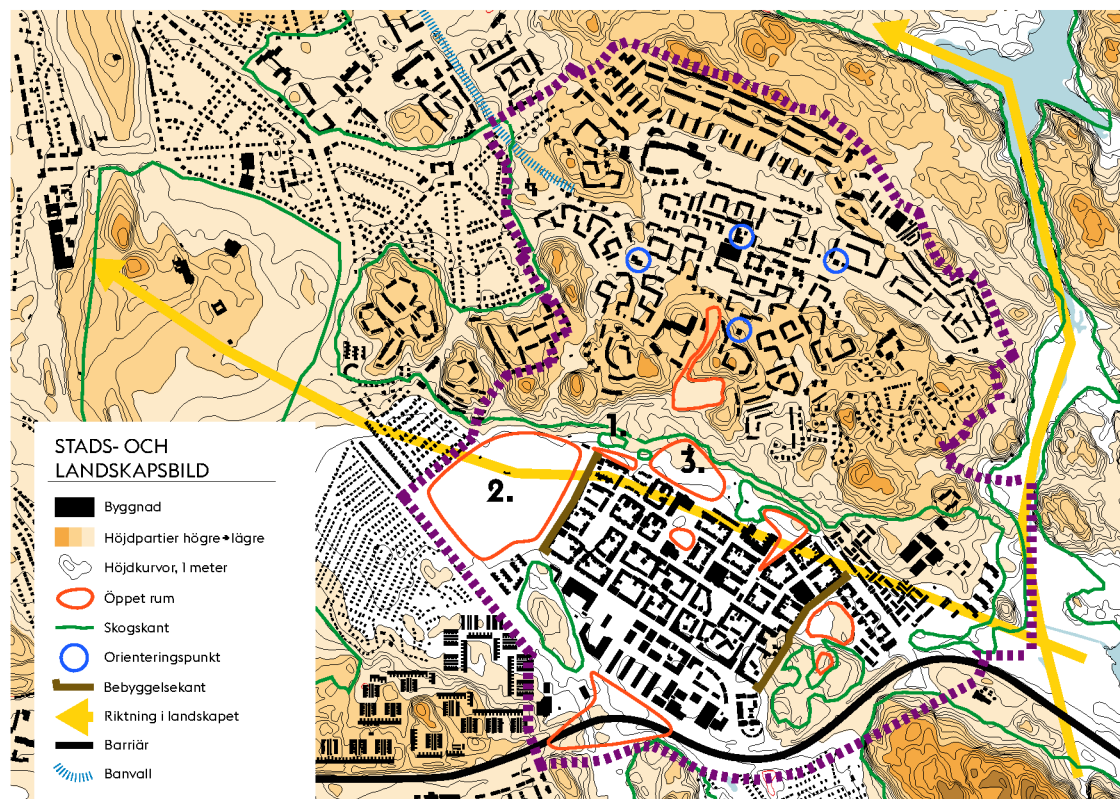 1.
3.
2.
STADS- OCH
LANDSKAPSBILD
Byggnad
Höjdpartier högre➔lägre
Höjdkurvor, 1 meter
Öppet rum
Skogskant
Orienteringspunkt
Bebyggelsekant
Riktning i landskapet
Barriär
Banvall